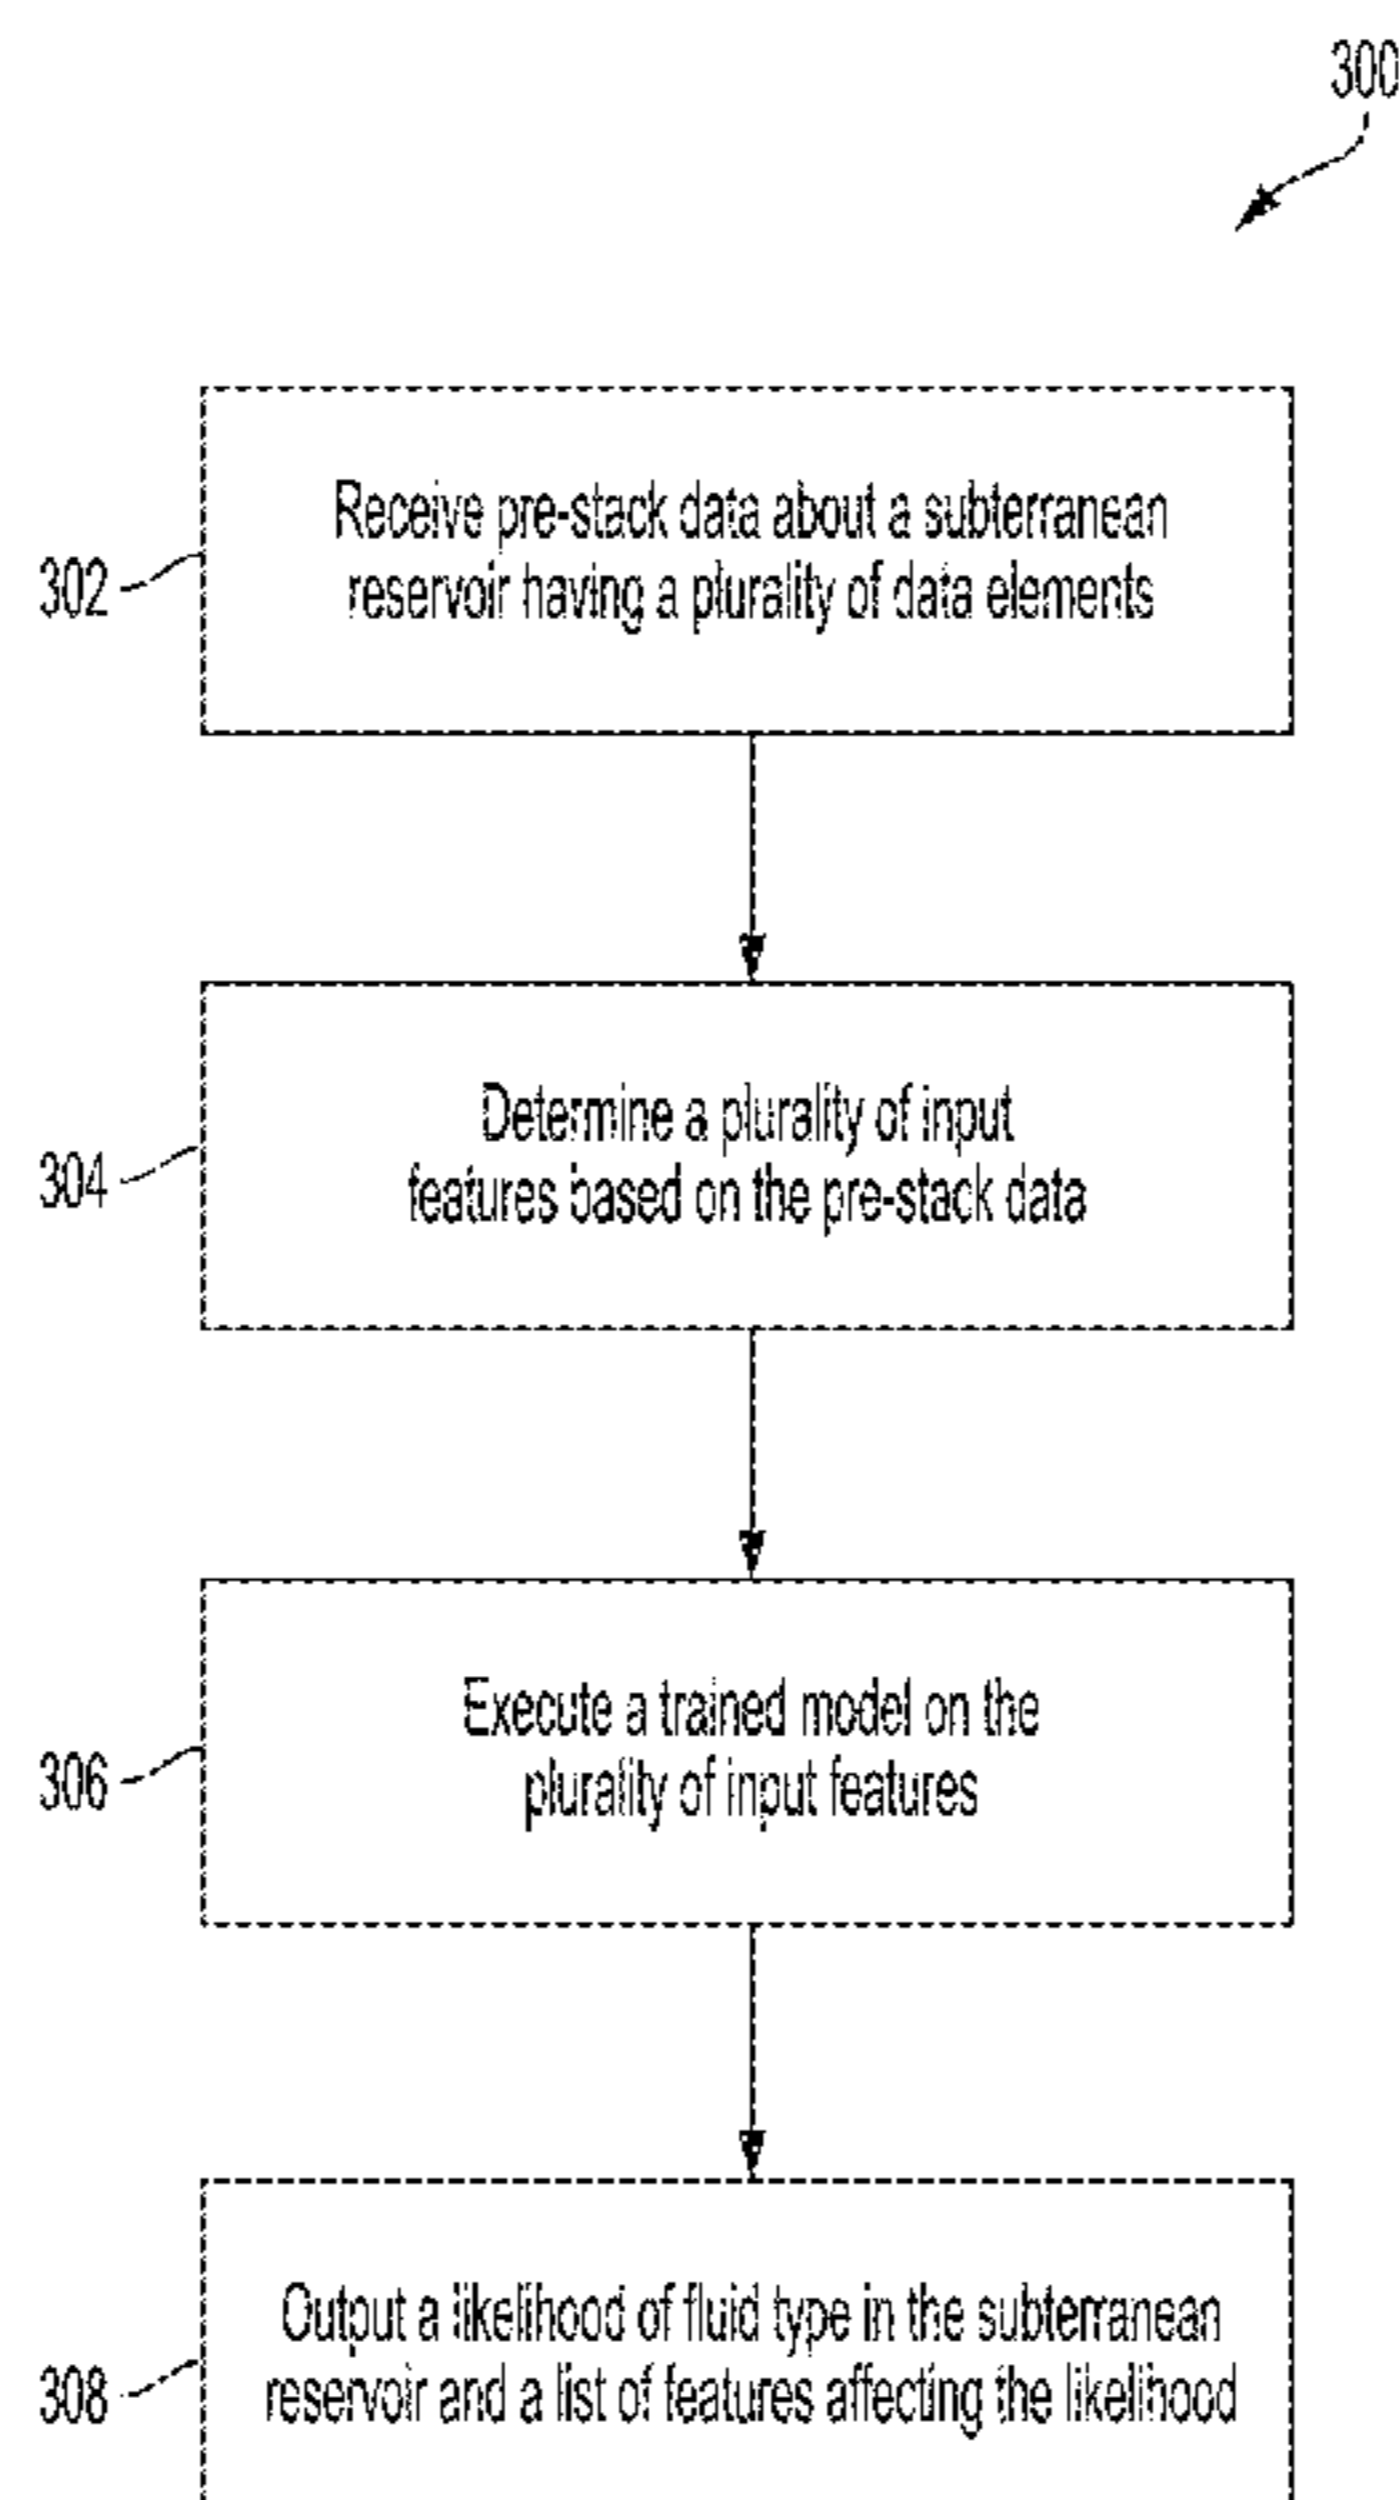 300
Receive pre-stack data about a subterranean
reservoir having a plurality of data elements
302
Determine a plurality of input
features based on the pre-stack data
304
Execute a trained model on the
plurality of input features
306
Output a likelihood of fluid type in the subterranean
reservoir and a list of features affecting the likelihood
308